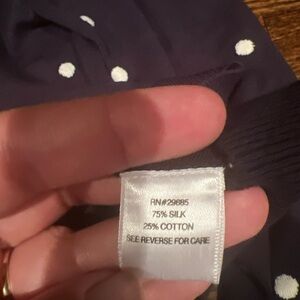 RN#29685
75% SILK
25% COTTON
SEE REVERSE FOR CARE